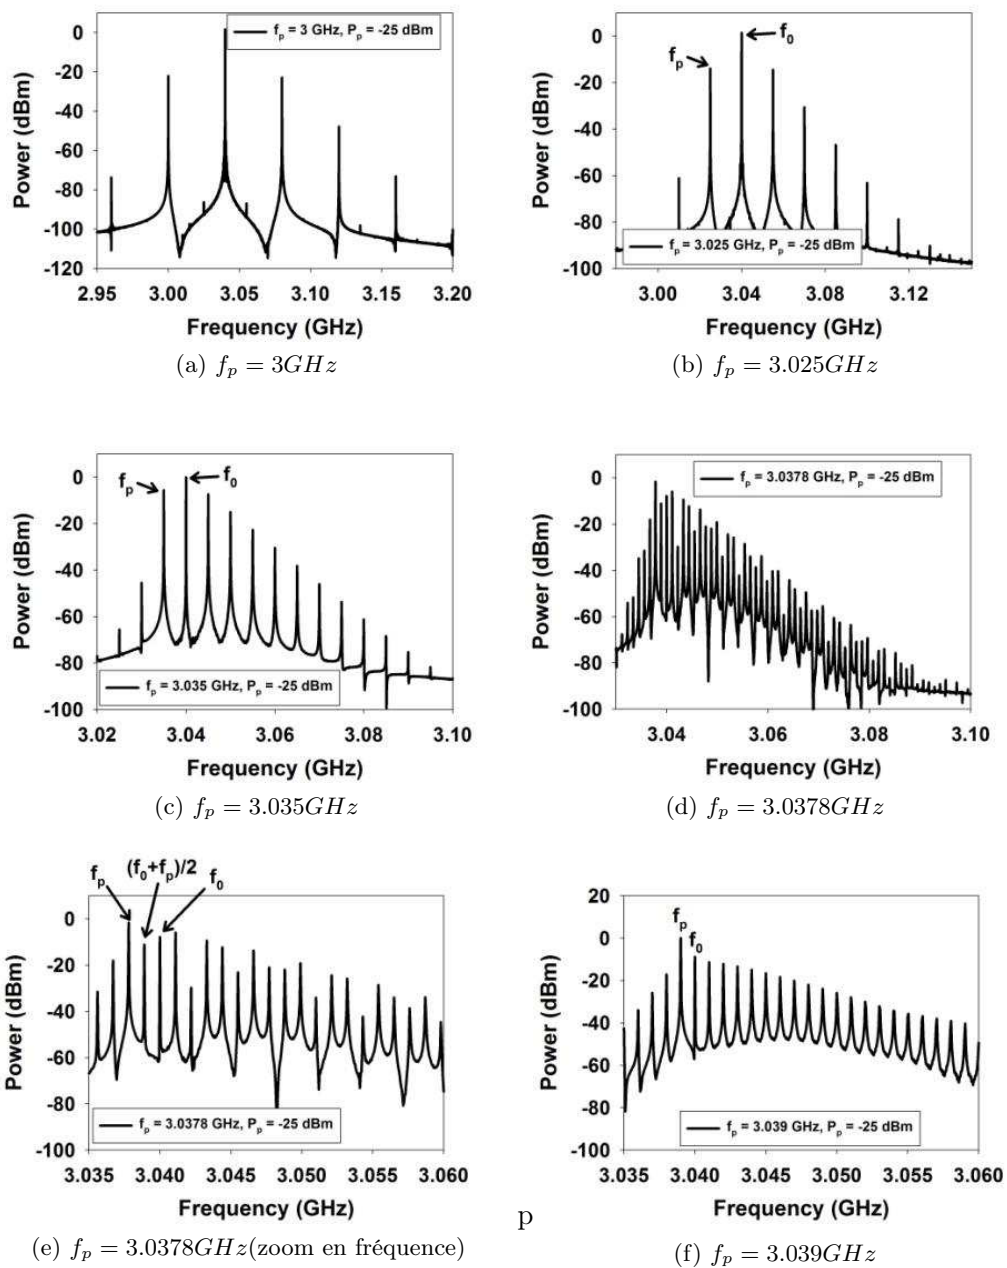 0
-20
-40
-60
-80
-100
-120
Power (dBm)
f_p = 3 GHz, P_p = -25 dBm
2.95 3.00 3.05 3.10 3.15 3.20
Frequency (GHz)
(a) f_p = 3GHz
0
-20
-40
-60
-80
-100
Power (dBm)
f_p
f_0
f_p = 3.025 GHz, P_p = -25 dBm
3.00 3.04 3.08 3.12
Frequency (GHz)
(b) f_p = 3.025GHz
0
-20
-40
-60
-80
-100
Power (dBm)
f_p
f_0
f_p = 3.035 GHz, P_p = -25 dBm
3.02 3.04 3.06 3.08 3.10
Frequency (GHz)
(c) f_p = 3.035GHz
0
-20
-40
-60
-80
-100
Power (dBm)
f_p = 3.0378 GHz, P_p = -25 dBm
3.04 3.06 3.08 3.10
Frequency (GHz)
(d) f_p = 3.0378GHz
f_p
(f_0+f_p)/2
f_0
0
-20
-40
-60
-80
-100
Power (dBm)
f_p = 3.0378 GHz, P_p = -25 dBm
3.035 3.040 3.045 3.050 3.055 3.060
Frequency (GHz)
(e) f_p = 3.0378GHz(zoom en fréquence)
p
20
0
-20
-40
-60
-80
-100
Power (dBm)
f_p
f_0
f_p = 3.039 GHz, P_p = -25 dBm
3.035 3.040 3.045 3.050 3.055 3.060
Frequency (GHz)
(f) f_p = 3.039GHz